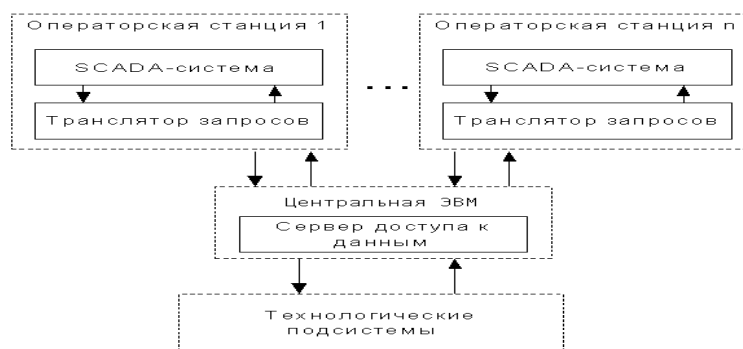 Операторская станция 1
SCADA-система
Транслятор запросов
. . .
Операторская станция n
SCADA-система
Транслятор запросов
Центральная ЭВМ
Сервер доступа к
данным
Технологические
подсистемы